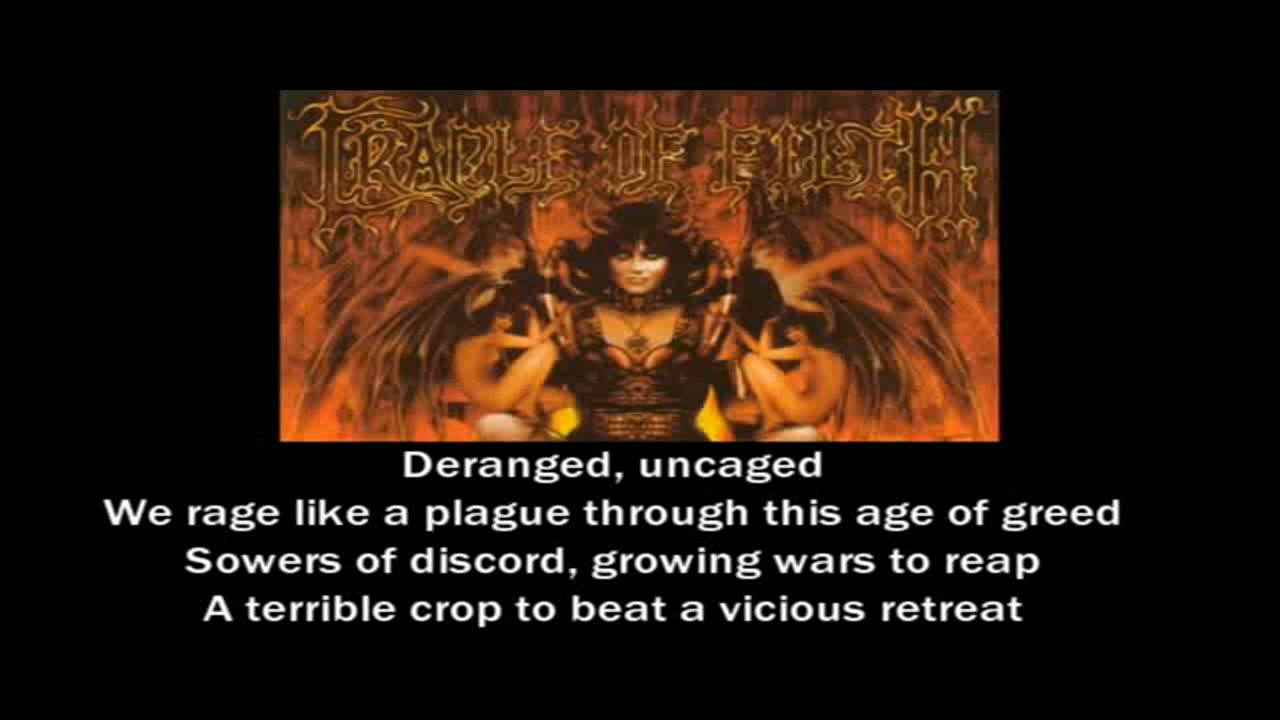 CRADLE OF FILTH
Deranged, uncaged
We rage like a plague through this age of greed
Sowers of discord, growing wars to reap
A terrible crop to beat a vicious retreat